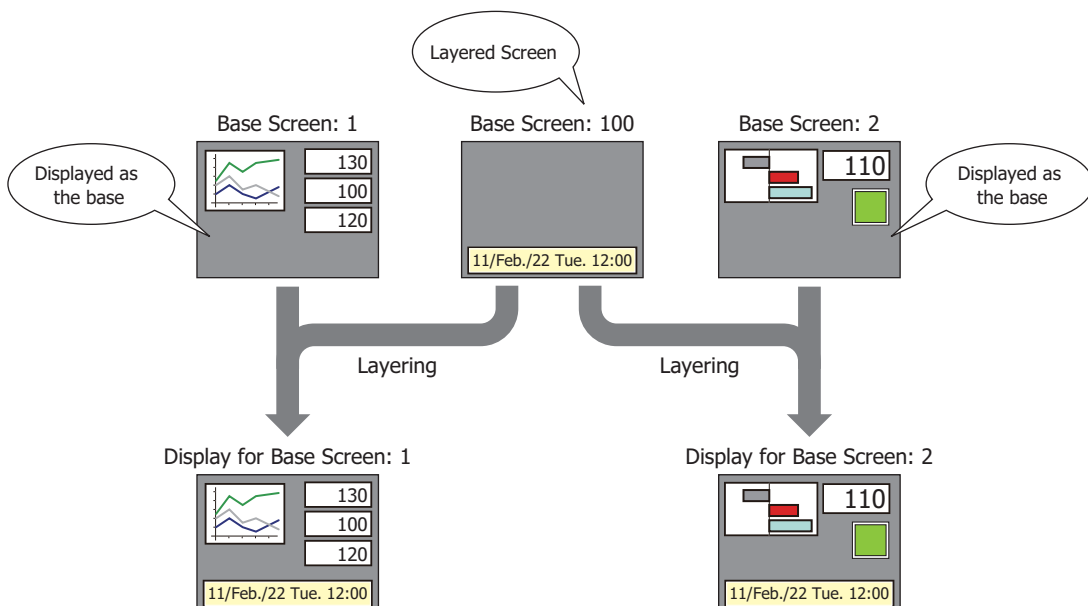 Layered Screen
Base Screen: 1
Base Screen: 100
Base Screen: 2
Displayed as
the base
130
100
120
11/Feb./22 Tue. 12:00
110
Displayed as
the base
Layering
Layering
Display for Base Screen: 1
Display for Base Screen: 2
130
100
120
11/Feb./22 Tue. 12:00
110
11/Feb./22 Tue. 12:00